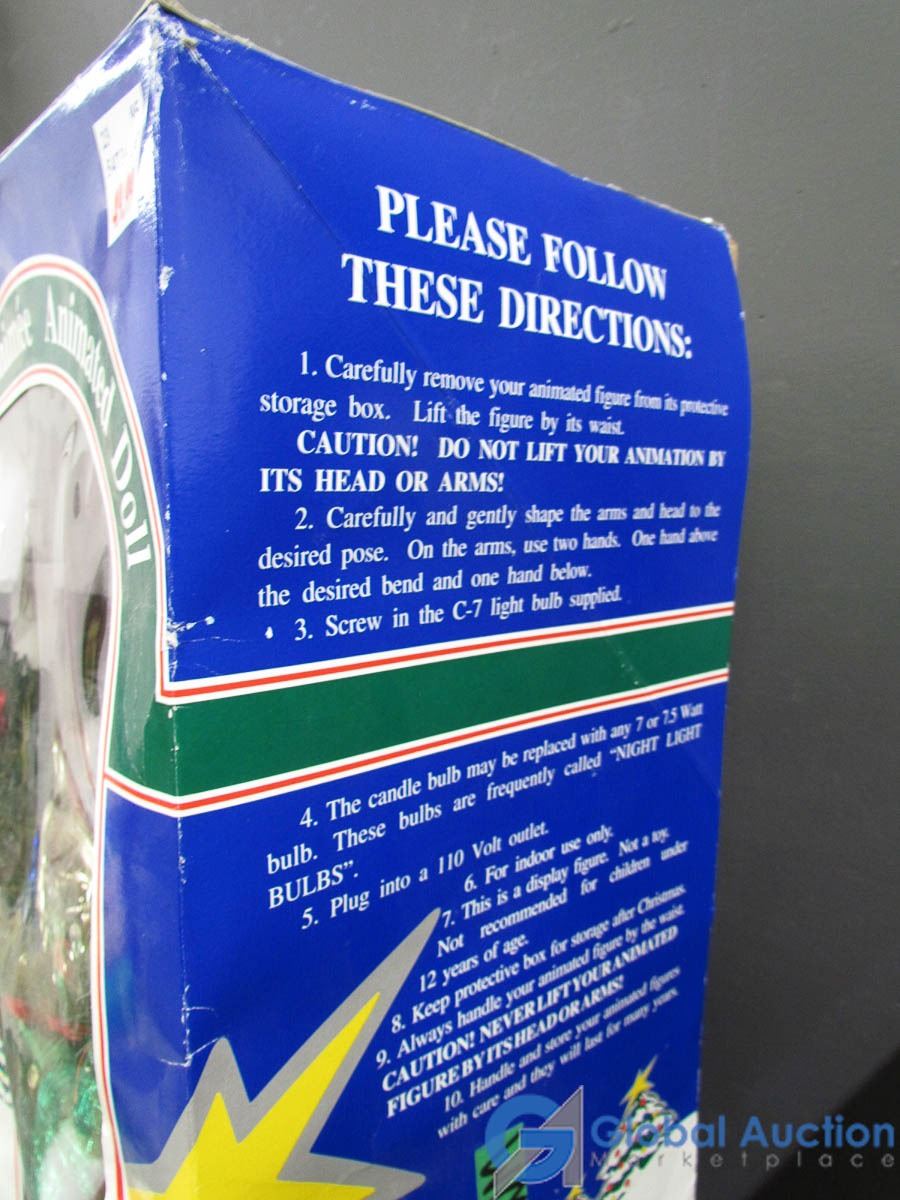 PLEASE FOLLOW
THESE DIRECTIONS:
1. Carefully remove your animated figure from its protective
storage box. Lift the figure by its waist.
CAUTION! DO NOT LIFT YOUR ANIMATION BY
ITS HEAD OR ARMS!
2. Carefully and gently shape the arms and head to the
desired pose. On the arms, use two hands. One hand above
the desired bend and one hand below.
3. Screw in the C-7 light bulb supplied.
4. The candle bulb may be replaced with any 7 or 7.5 Watt
bulb. These bulbs are frequently called "NIGHT LIGHT
BULBS".
5. Plug into a 110 Volt outlet.
6. For indoor use only.
7. This is a display figure. Not a toy.
Not recommended for children under
12 years of age.
8. Keep protective box for storage after Christmas.
9. Always handle your animated figure by the waist.
CAUTION! NEVER LIFT YOUR ANIMATED
FIGURE BY ITS HEAD OR ARMS!
10. Handle and store your animated figures
with care and they will last for many years.
Animated Doll
Global Auction
Marketplace